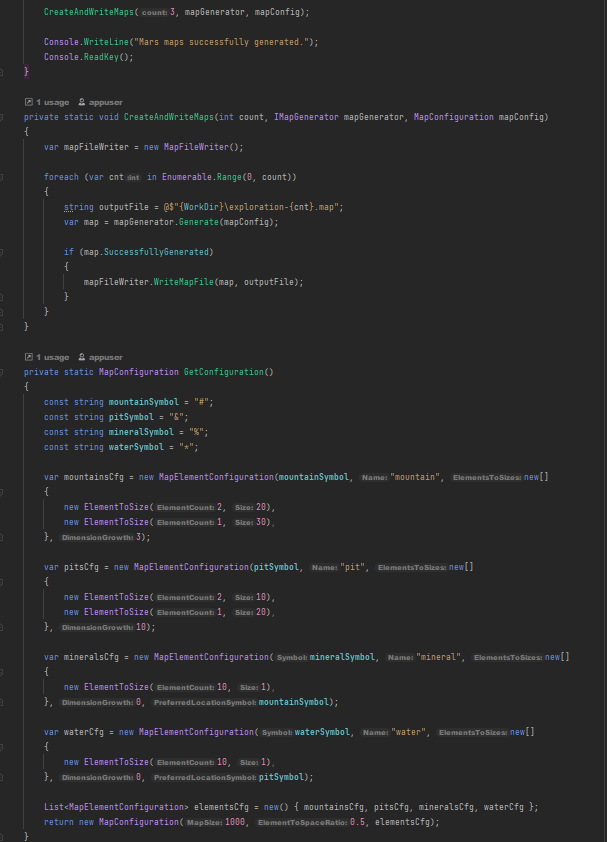 CreateAndWriteMaps( count: 3, mapGenerator, mapConfig);
Console.WriteLine("Mars maps successfully generated.");
Console.ReadKey();
}
1 usage appuser
private static void CreateAndWriteMaps(int count, IMapGenerator mapGenerator, MapConfiguration mapConfig)
{
var mapFileWriter = new MapFileWriter();
foreach (var cnt :int in Enumerable.Range(0, count))
{
string outputFile = @$"{WorkDir}\exploration-{cnt}.map";
var map = mapGenerator.Generate(mapConfig);
if (map.SuccessfullyGenerated)
{
mapFileWriter.WriteMapFile(map, outputFile);
}
}
}
1 usage appuser
private static MapConfiguration GetConfiguration()
{
const string mountainSymbol = "#";
const string pitSymbol = "&";
const string mineralSymbol = "%";
const string waterSymbol = "*";
var mountainsCfg = new MapElementConfiguration(mountainSymbol, Name: "mountain", ElementsToSizes: new[]
{
new ElementToSize( ElementCount: 2, Size: 20),
new ElementToSize( ElementCount: 1, Size: 30),
}, DimensionGrowth: 3);
var pitsCfg = new MapElementConfiguration(pitSymbol, Name: "pit", ElementsToSizes: new[]
{
new ElementToSize( ElementCount: 2, Size: 10),
new ElementToSize( ElementCount: 1, Size: 20),
}, DimensionGrowth: 10);
var mineralsCfg = new MapElementConfiguration( Symbol: mineralSymbol, Name: "mineral", ElementsToSizes: new[]
{
new ElementToSize( ElementCount: 10, Size: 1),
}, DimensionGrowth: 0, PreferredLocationSymbol: mountainSymbol);
var waterCfg = new MapElementConfiguration( Symbol: waterSymbol, Name: "water", ElementsToSizes: new[]
{
new ElementToSize( ElementCount: 10, Size: 1),
}, DimensionGrowth: 0, PreferredLocationSymbol: pitSymbol);
List<MapElementConfiguration> elementsCfg = new() { mountainsCfg, pitsCfg, mineralsCfg, waterCfg };
return new MapConfiguration( MapSize: 1000, ElementToSpaceRatio: 0.5, elementsCfg);
}